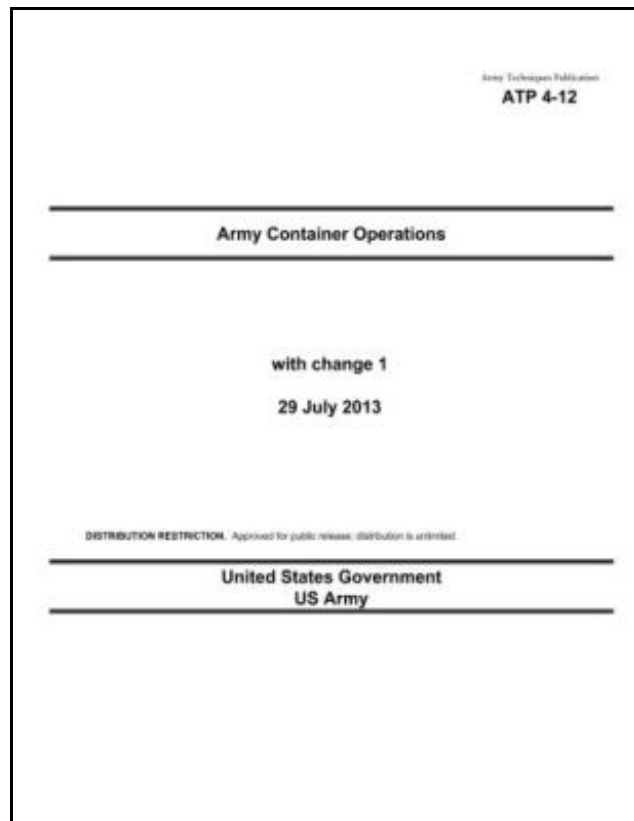 Army Techniques Publication
ATP 4-12
Army Container Operations
with change 1
29 July 2013
DISTRIBUTION RESTRICTION. Approved for public release; distribution is unlimited.
United States Government
US Army